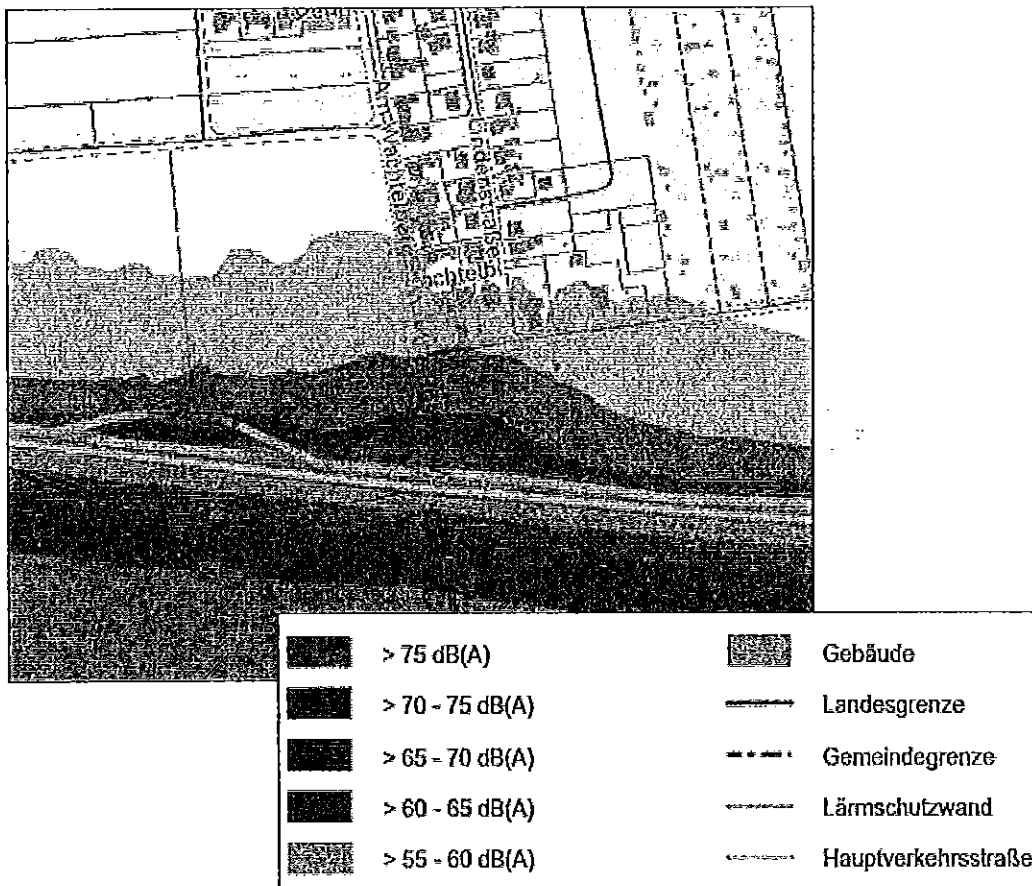 Lindenstraße
> 75 dB(A)
> 70 - 75 dB(A)
> 65 - 70 dB(A)
> 60 - 65 dB(A)
> 55 - 60 dB(A)
Gebäude
Landesgrenze
Gemeindegrenze
Lärmschutzwand
Hauptverkehrsstraße